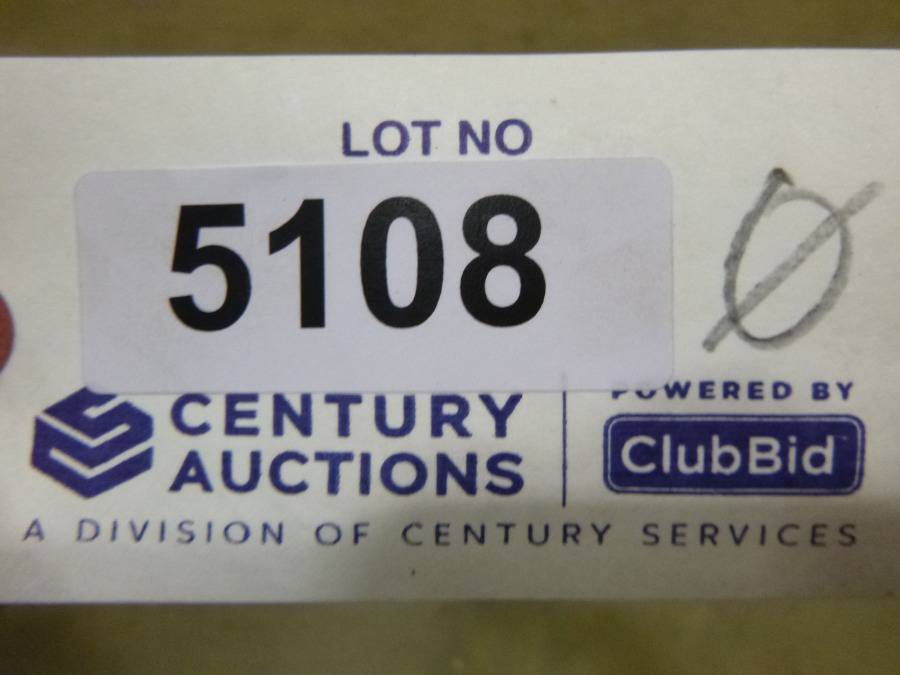 LOT NO
5108
Ø
CENTURY
AUCTIONS
POWERED BY
ClubBid
A DIVISION OF CENTURY SERVICES